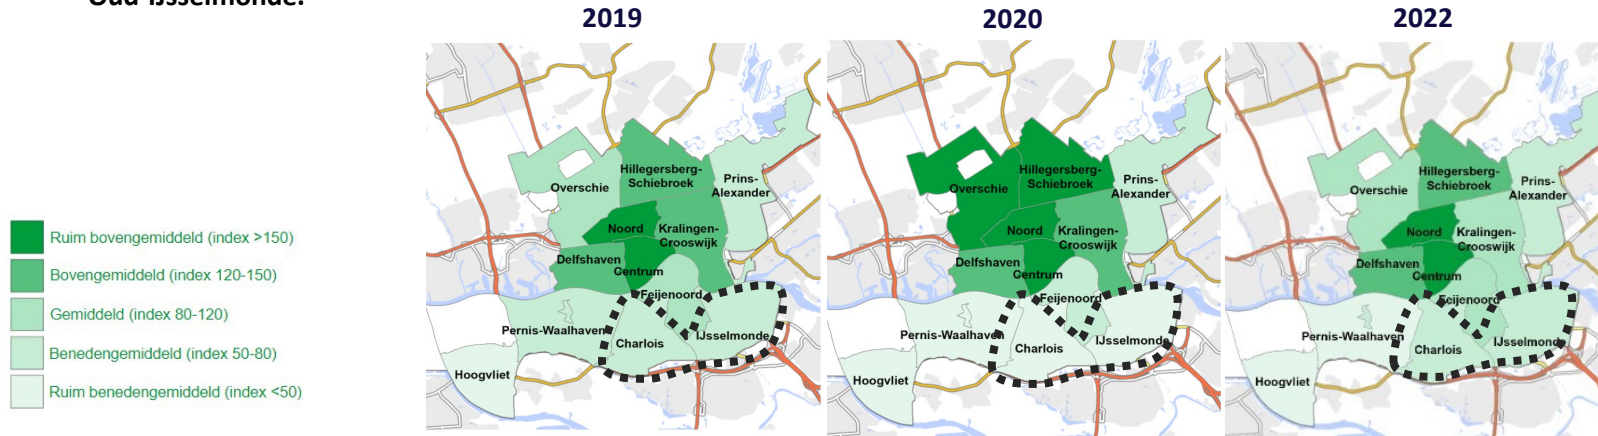 Oud-IJsselmonde.
2019
2020
2022
Ruim bovengemiddeld (index >150)
Bovengemiddeld (index 120-150)
Gemiddeld (index 80-120)
Benedengemiddeld (index 50-80)
Ruim benedengemiddeld (index <50)
Hillegersberg-
Schiebroek
Overschie
Prins-
Alexander
Noord
Kralingen-
Crooswijk
Delfshaven
Centrum
Feijenoord
Pernis-Waalhaven
IJsselmonde
Charlois
Hoogvliet
Hillegersberg-
Schiebroek
Overschie
Prins-
Alexander
Noord
Kralingen-
Crooswijk
Delfshaven
Centrum
Feijenoord
Pernis-Waalhaven
IJsselmonde
Charlois
Hoogvliet
Hillegersberg-
Schiebroek
Overschie
Prins-
Alexander
Noord
Kralingen-
Crooswijk
Delfshaven
Centrum
Feijenoord
Pernis-Waalhaven
IJsselmonde
Charlois
Hoogvliet